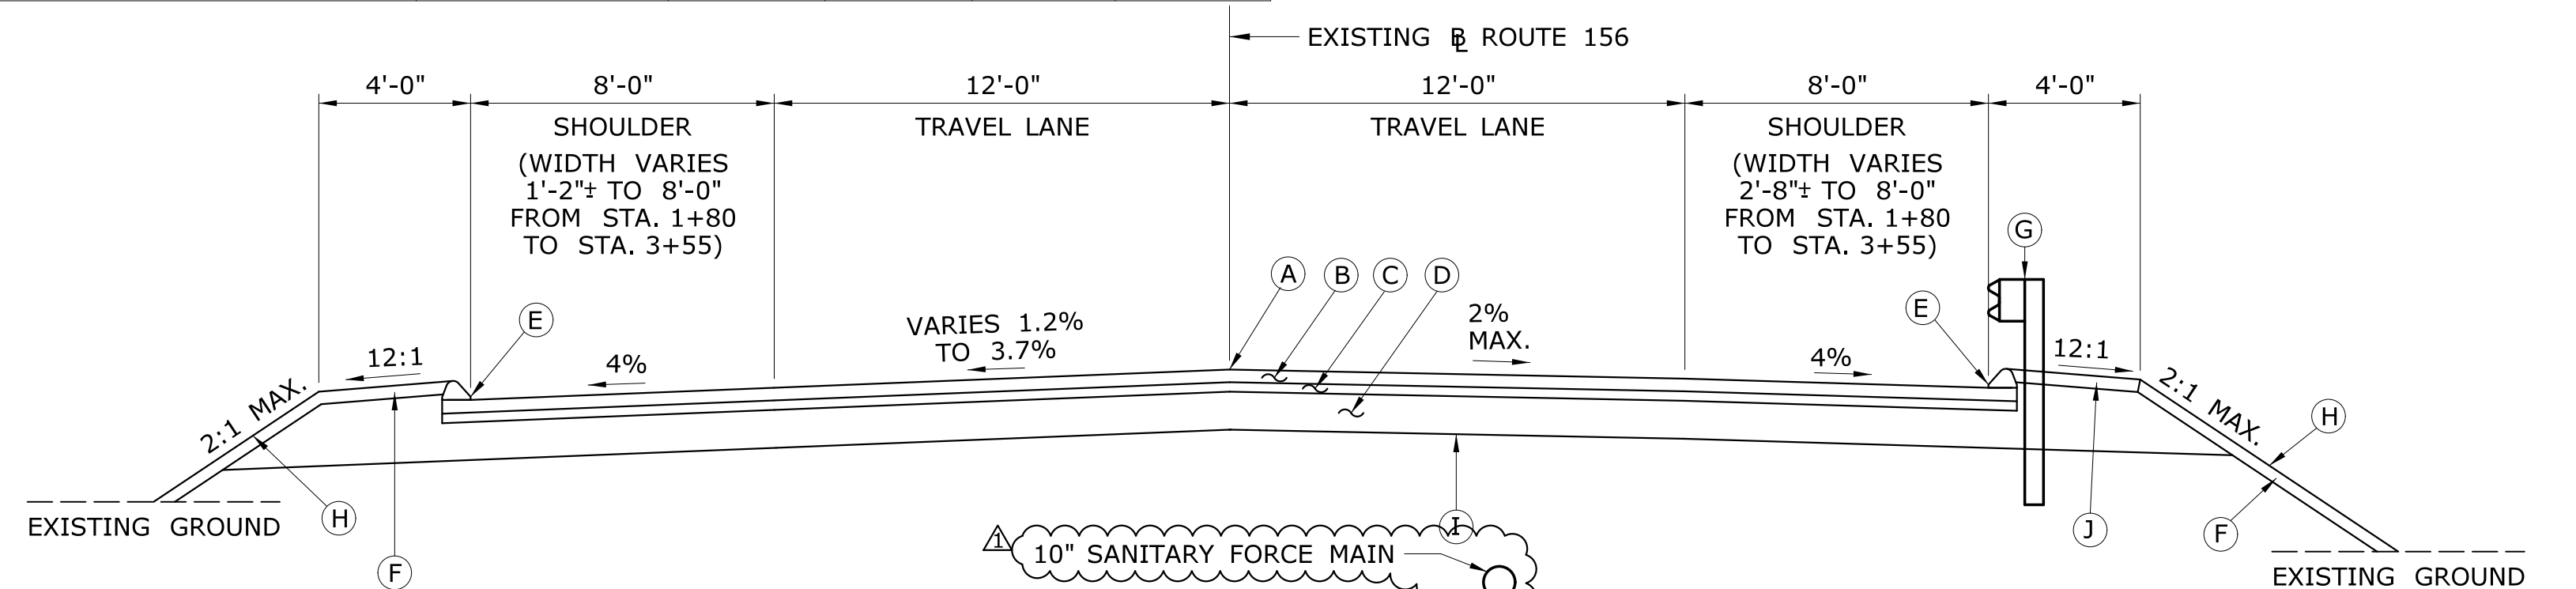 EXISTING BL ROUTE 156
4'-0" 8'-0" 12'-0" 12'-0" 8'-0" 4'-0"
SHOULDER
(WIDTH VARIES
1'-2"± TO 8'-0"
FROM STA. 1+80
TO STA. 3+55)
TRAVEL LANE
TRAVEL LANE
SHOULDER
(WIDTH VARIES
2'-8"± TO 8'-0"
FROM STA. 1+80
TO STA. 3+55)
G
A B C D
E
E
VARIES 1.2%
TO 3.7%
2%
MAX.
12:1
4%
4%
12:1
2:1 MAX.
2:1 MAX.
H
H
EXISTING GROUND
F
I
J
F
1
10" SANITARY FORCE MAIN
EXISTING GROUND